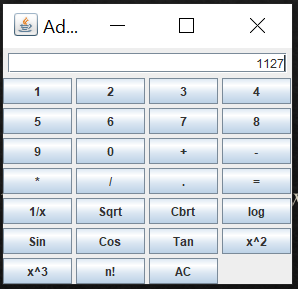 Ad...
1127
1 2 3 4
5 6 7 8
9 0 + -
* / . =
1/x Sqrt Cbrt log
Sin Cos Tan x^2
x^3 n! AC